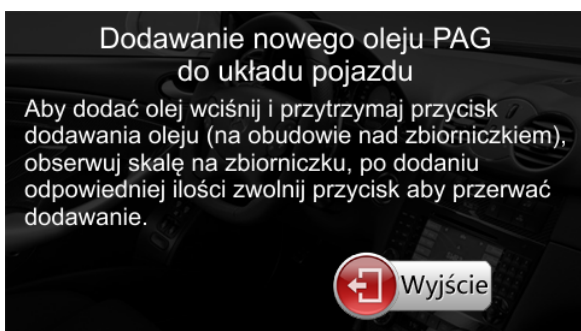 Dodawanie nowego oleju PAG
do układu pojazdu
Aby dodać olej wciśnij i przytrzymaj przycisk
dodawania oleju (na obudowie nad zbiorniczkiem),
obserwuj skalę na zbiorniczku, po dodaniu
odpowiedniej ilości zwolnij przycisk aby przerwać
dodawanie.
Wyjście